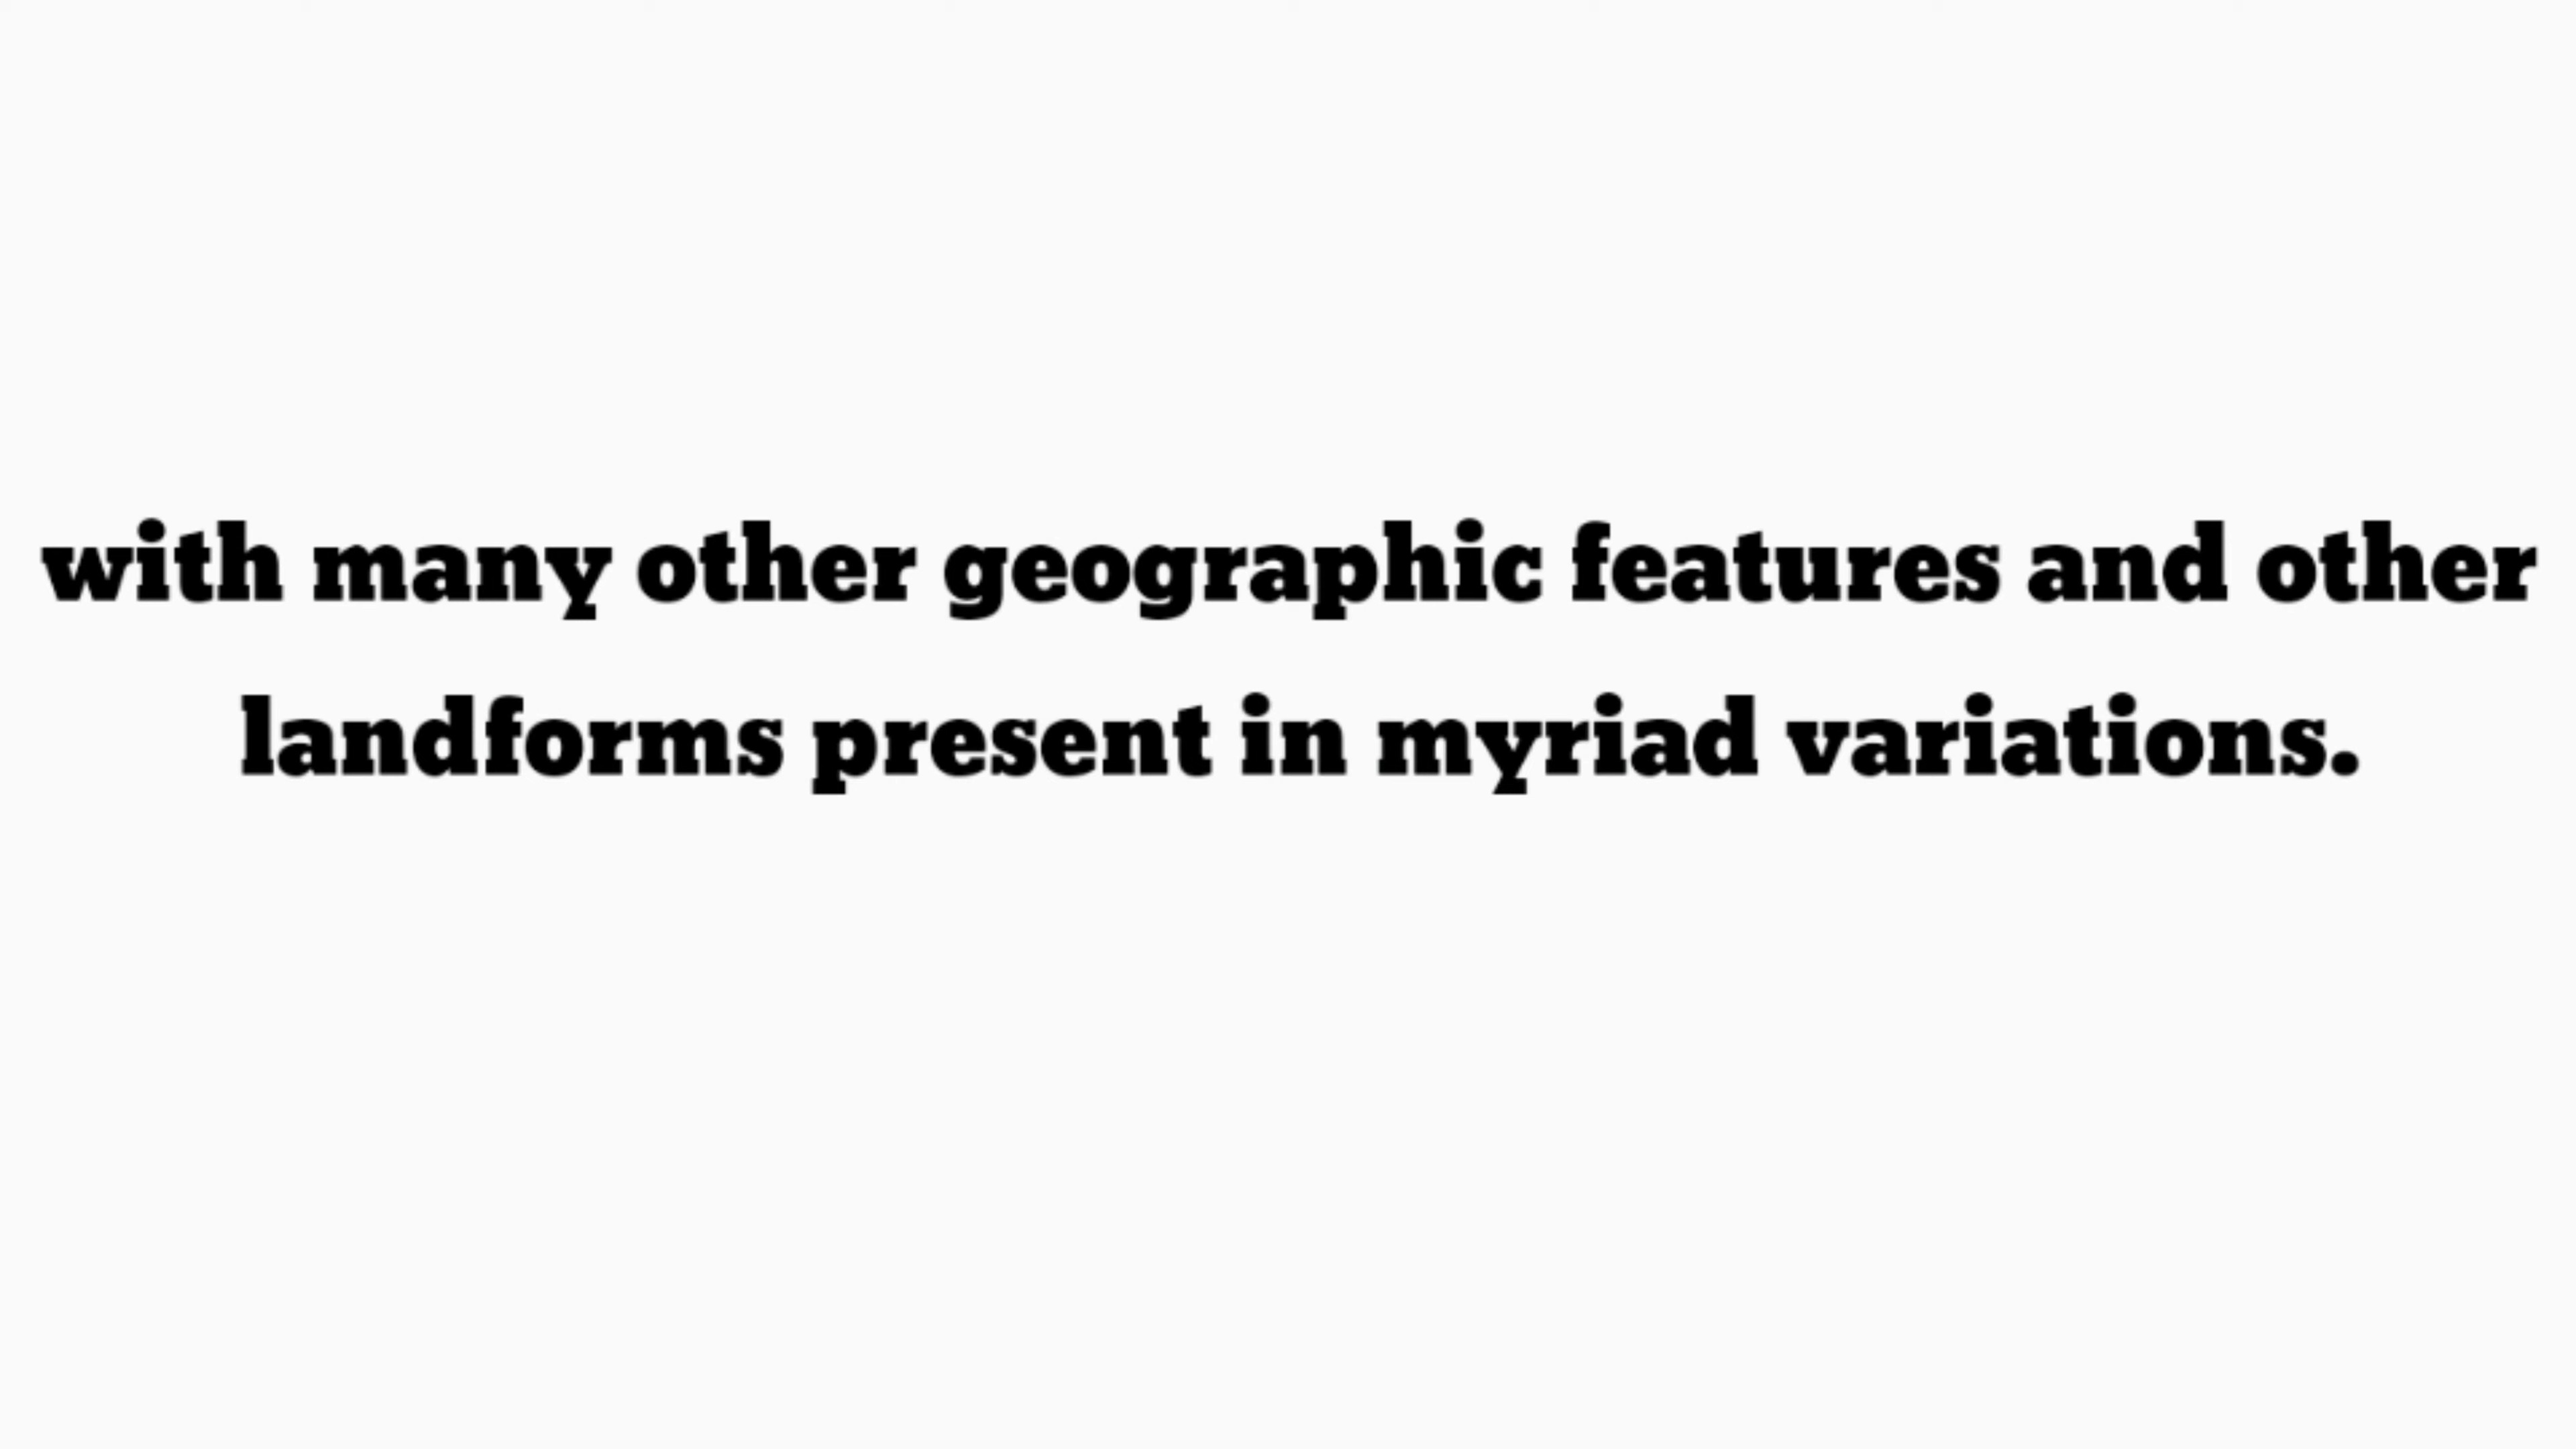 with many other geographic features and other
landforms present in myriad variations.